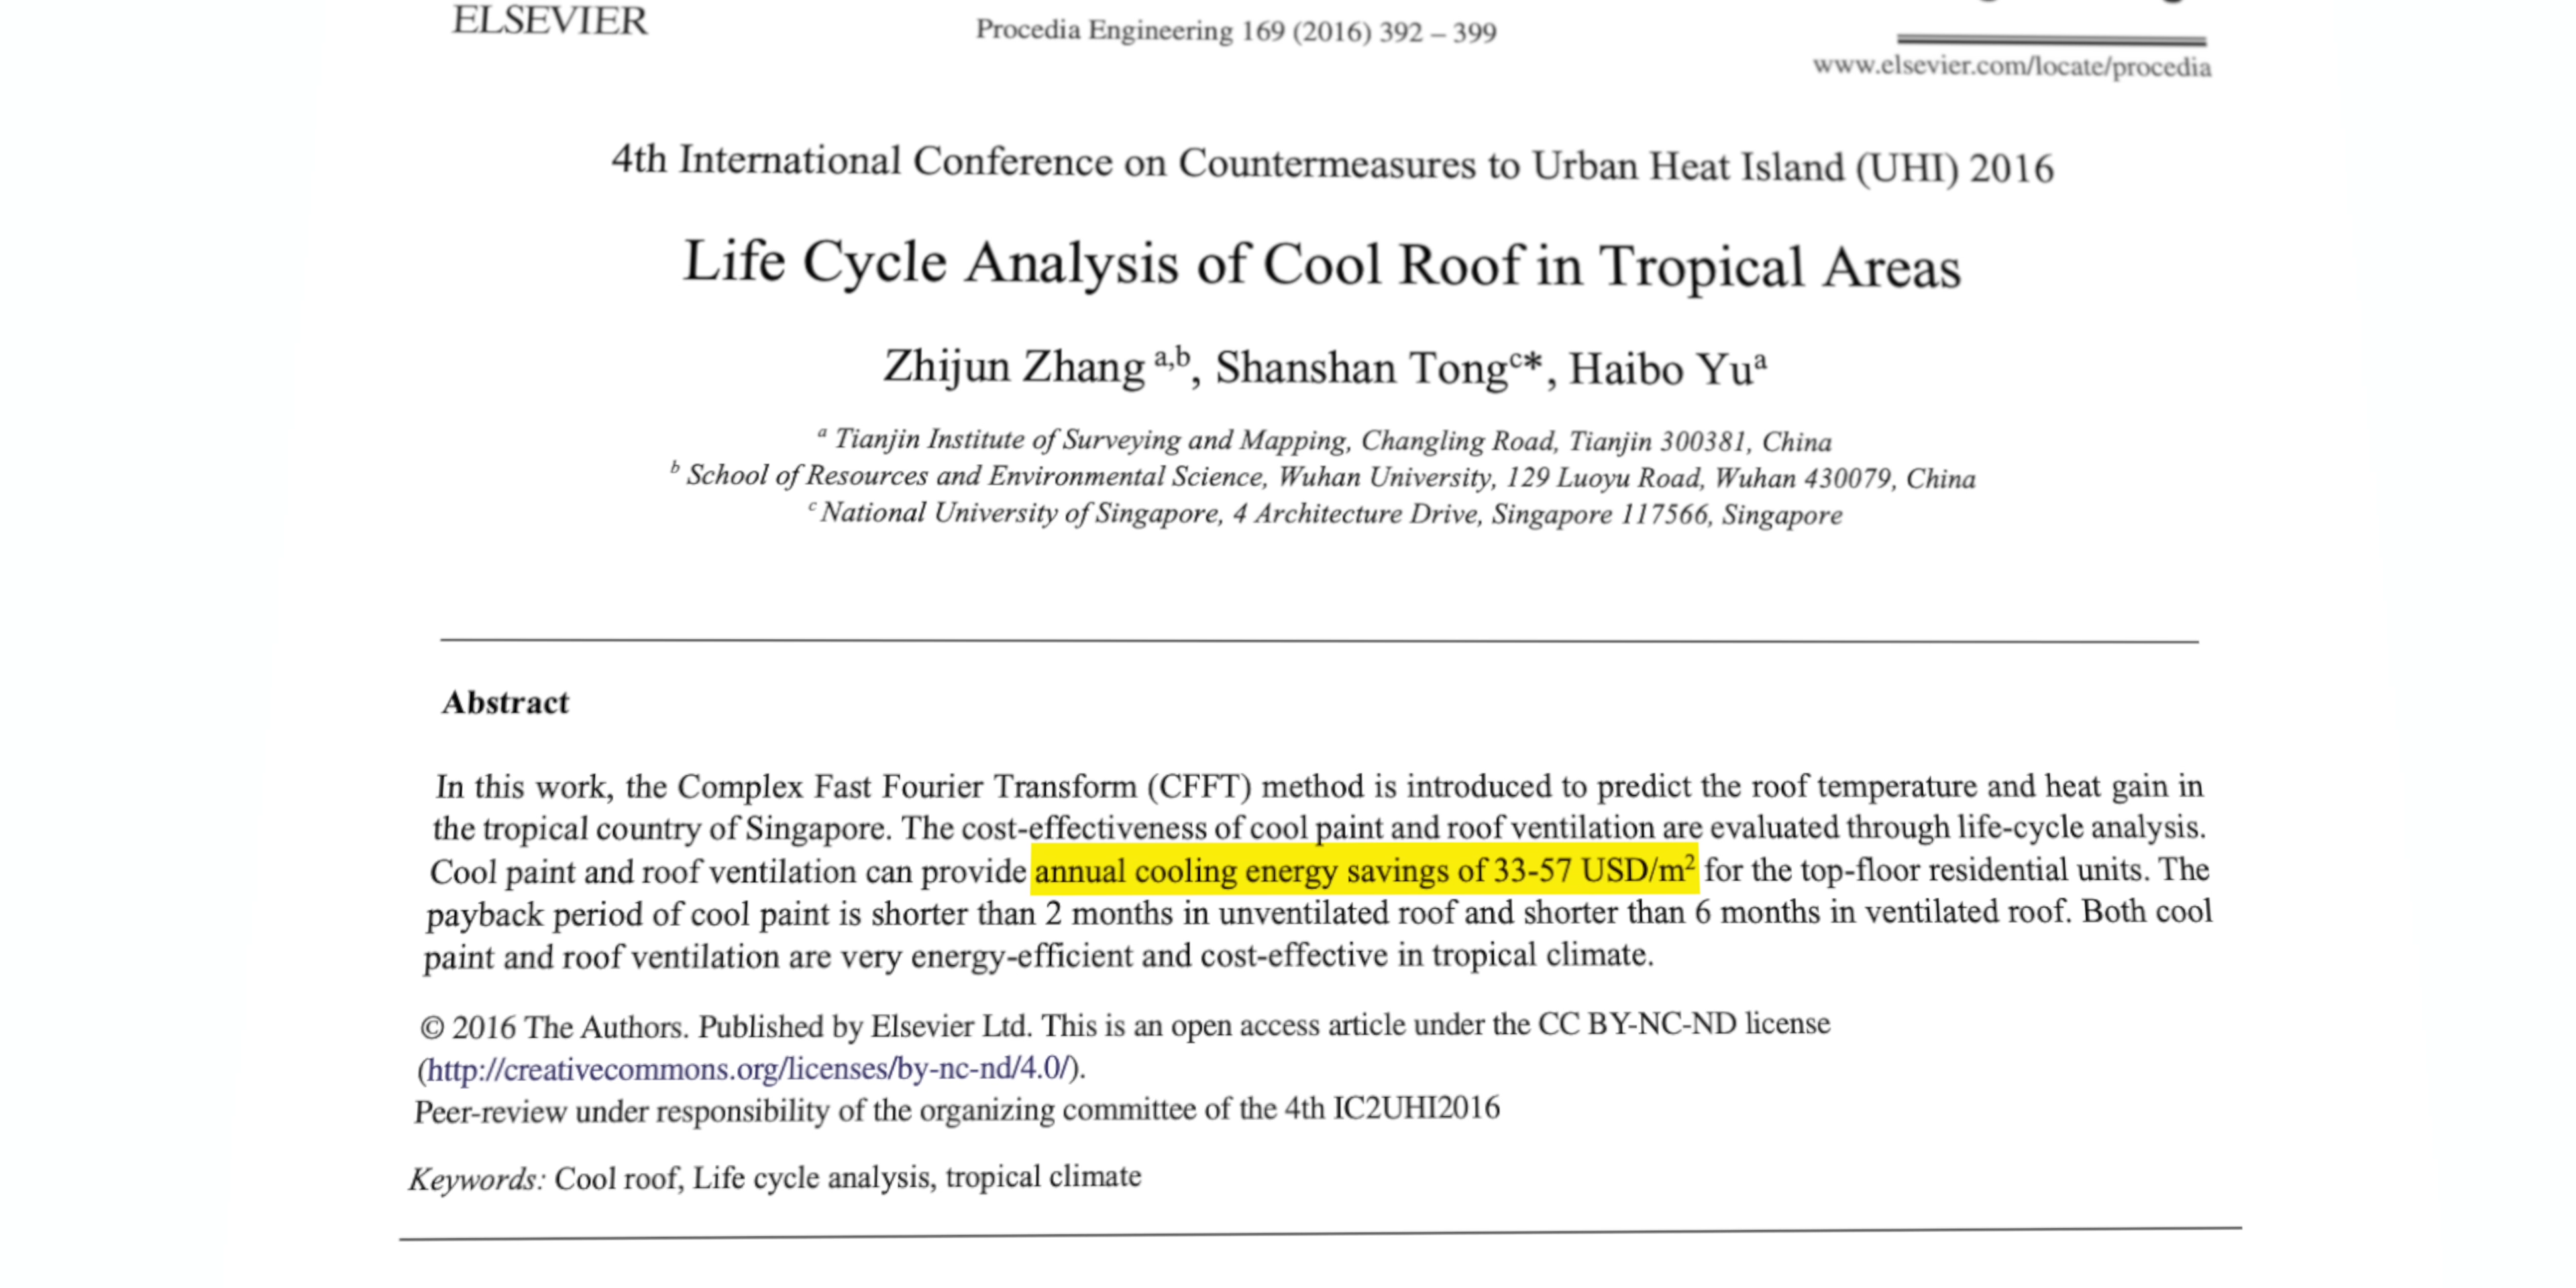 ELSEVIER
Procedia Engineering 169 (2016) 392 – 399
www.elsevier.com/locate/procedia
4th International Conference on Countermeasures to Urban Heat Island (UHI) 2016
Life Cycle Analysis of Cool Roof in Tropical Areas
Zhijun Zhang a,b, Shanshan Tongc*, Haibo Yua
a Tianjin Institute of Surveying and Mapping, Changling Road, Tianjin 300381, China
b School of Resources and Environmental Science, Wuhan University, 129 Luoyu Road, Wuhan 430079, China
c National University of Singapore, 4 Architecture Drive, Singapore 117566, Singapore
Abstract
In this work, the Complex Fast Fourier Transform (CFFT) method is introduced to predict the roof temperature and heat gain in
the tropical country of Singapore. The cost-effectiveness of cool paint and roof ventilation are evaluated through life-cycle analysis.
Cool paint and roof ventilation can provide annual cooling energy savings of 33-57 USD/m² for the top-floor residential units. The
payback period of cool paint is shorter than 2 months in unventilated roof and shorter than 6 months in ventilated roof. Both cool
paint and roof ventilation are very energy-efficient and cost-effective in tropical climate.
© 2016 The Authors. Published by Elsevier Ltd. This is an open access article under the CC BY-NC-ND license
(http://creativecommons.org/licenses/by-nc-nd/4.0/).
Peer-review under responsibility of the organizing committee of the 4th IC2UHI2016
Keywords: Cool roof, Life cycle analysis, tropical climate